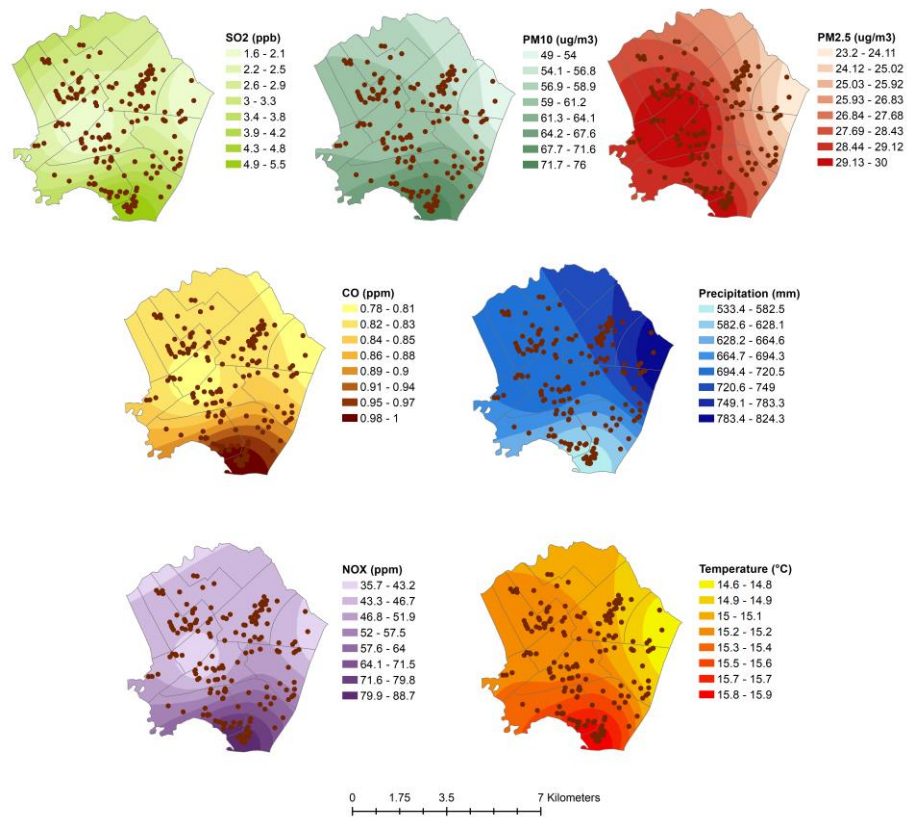 SO2 (ppb)
1.6 - 2.1
2.2 - 2.5
2.6 - 2.9
3 - 3.3
3.4 - 3.8
3.9 - 4.2
4.3 - 4.8
4.9 - 5.5
PM10 (ug/m3)
49 - 54
54.1 - 56.8
56.9 - 58.9
59 - 61.2
61.3 - 64.1
64.2 - 67.6
67.7 - 71.6
71.7 - 76
PM2.5 (ug/m3)
23.2 - 24.11
24.12 - 25.02
25.03 - 25.92
25.93 - 26.83
26.84 - 27.68
27.69 - 28.43
28.44 - 29.12
29.13 - 30
CO (ppm)
0.78 - 0.81
0.82 - 0.83
0.84 - 0.85
0.86 - 0.88
0.89 - 0.9
0.91 - 0.94
0.95 - 0.97
0.98 - 1
Precipitation (mm)
533.4 - 582.5
582.6 - 628.1
628.2 - 664.6
664.7 - 694.3
694.4 - 720.5
720.6 - 749
749.1 - 783.3
783.4 - 824.3
NOX (ppm)
35.7 - 43.2
43.3 - 46.7
46.8 - 51.9
52 - 57.5
57.6 - 64
64.1 - 71.5
71.6 - 79.8
79.9 - 88.7
Temperature (°C)
14.6 - 14.8
14.9 - 14.9
15 - 15.1
15.2 - 15.2
15.3 - 15.4
15.5 - 15.6
15.7 - 15.7
15.8 - 15.9
0 1.75 3.5 7 Kilometers